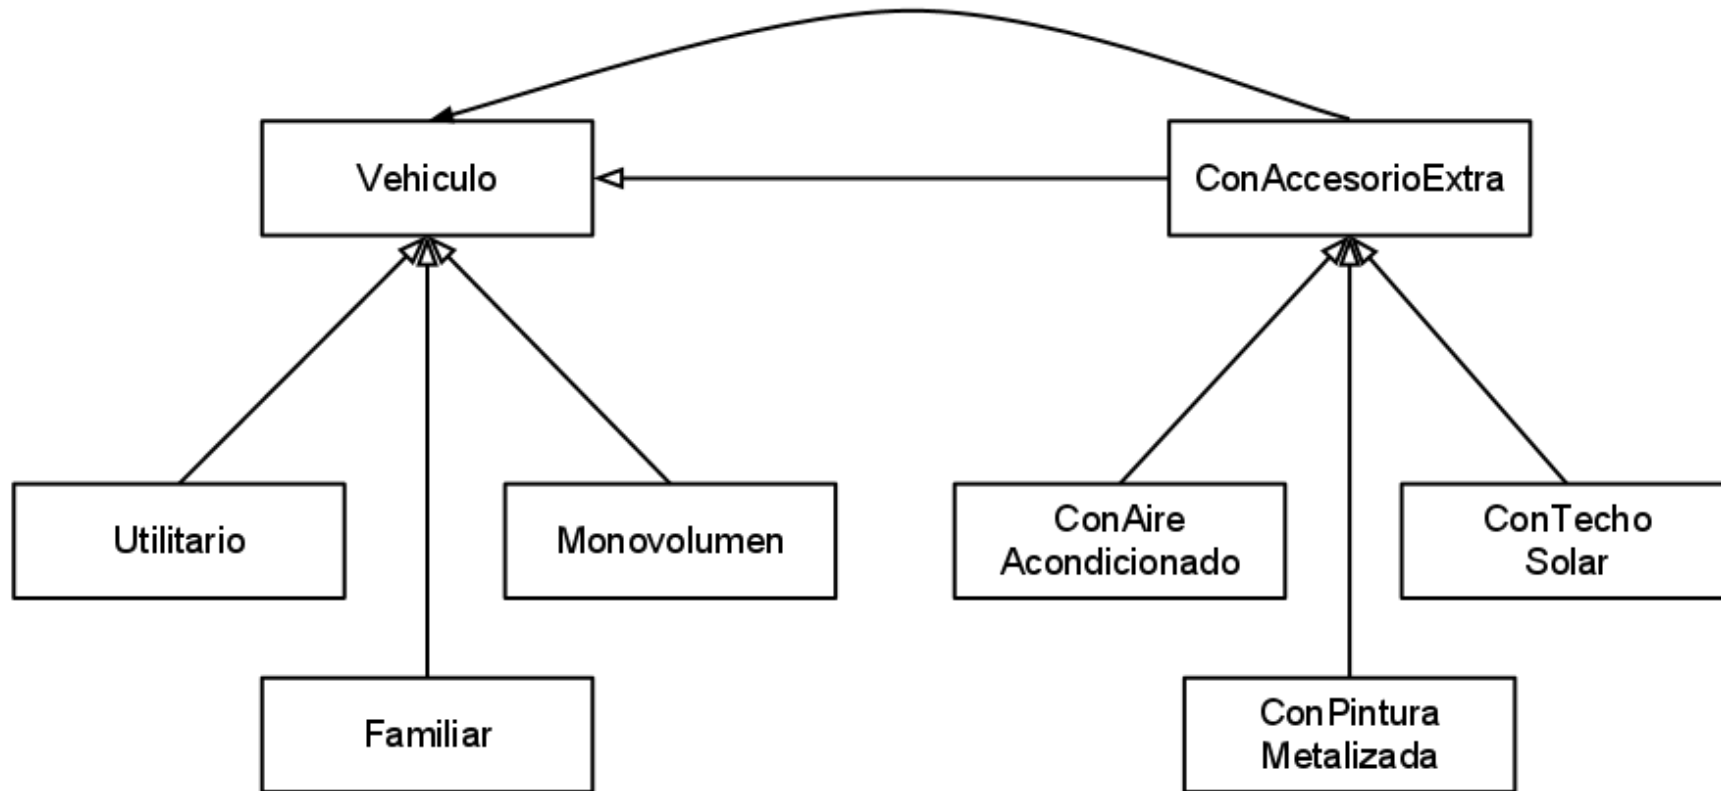 Vehiculo
ConAccesorioExtra
Utilitario
Monovolumen
ConAire
Acondicionado
ConTecho
Solar
Familiar
ConPintura
Metalizada